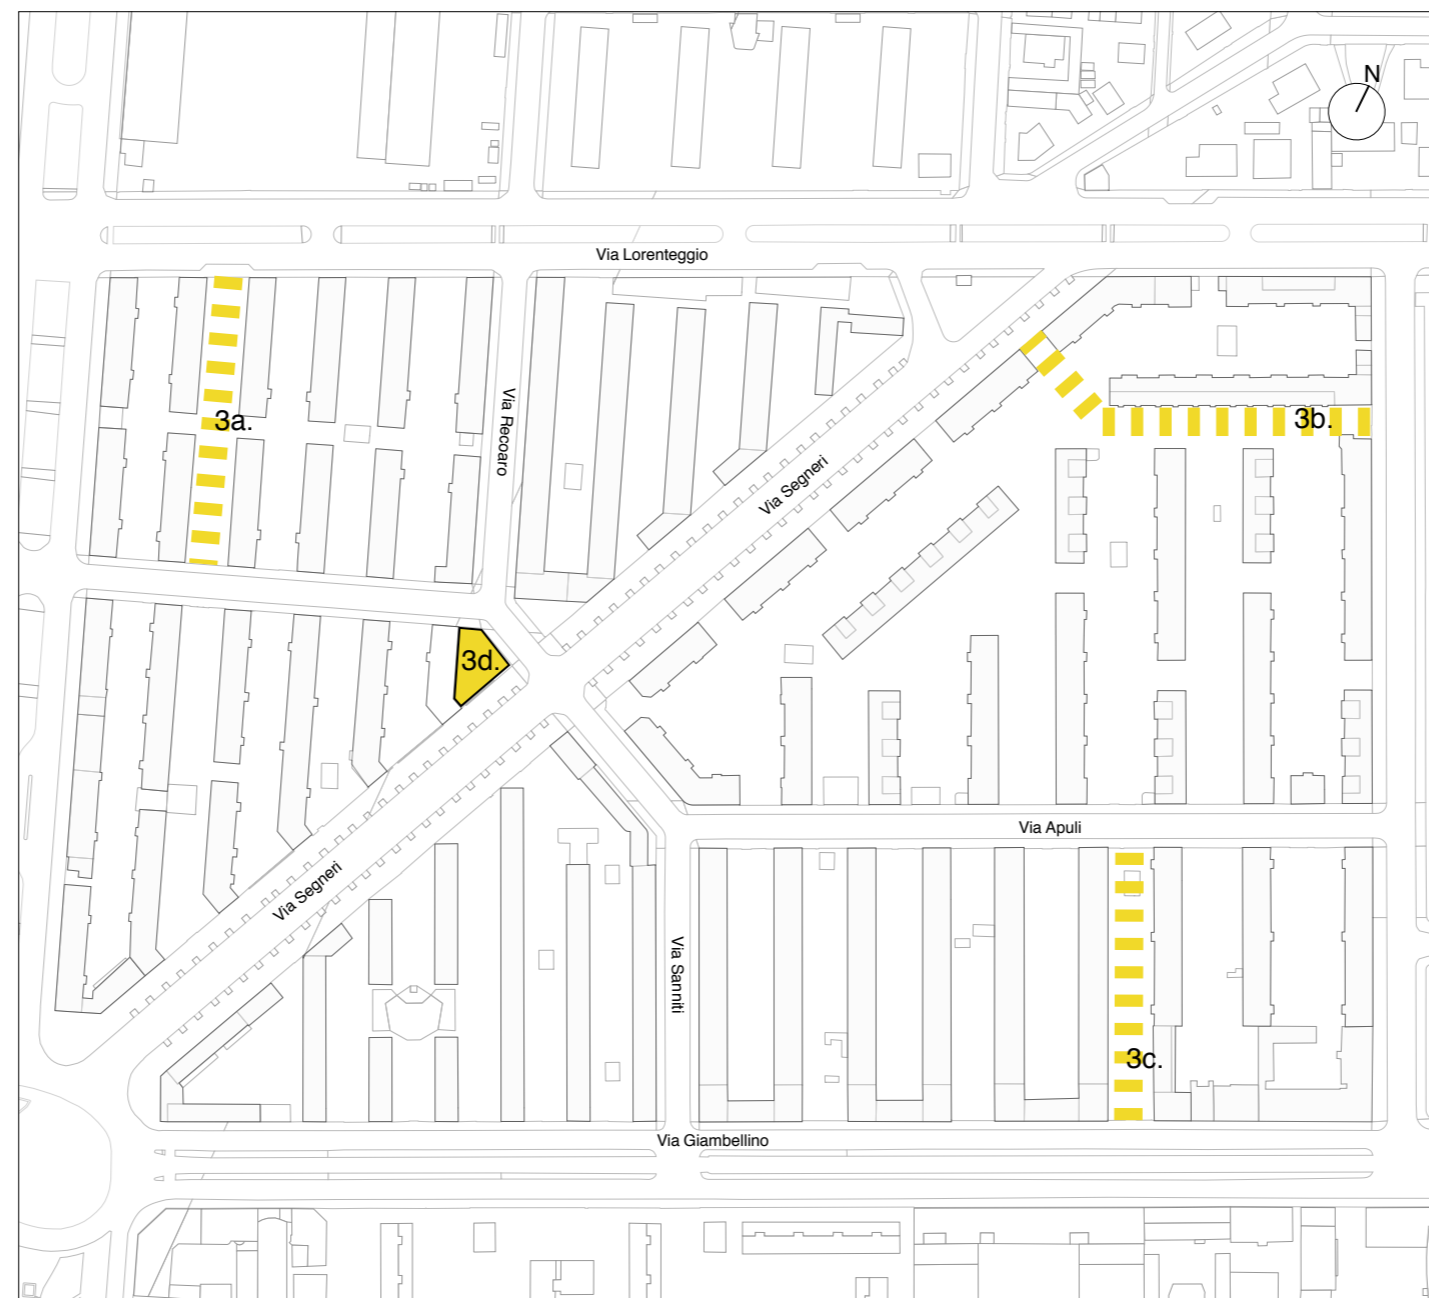 N
Via Lorenteggio
3a.
3b.
Via Recoaro
Via Segneri
3d.
Via Apuli
Via Segneri
Via Sanniti
3c.
Via Giambellino